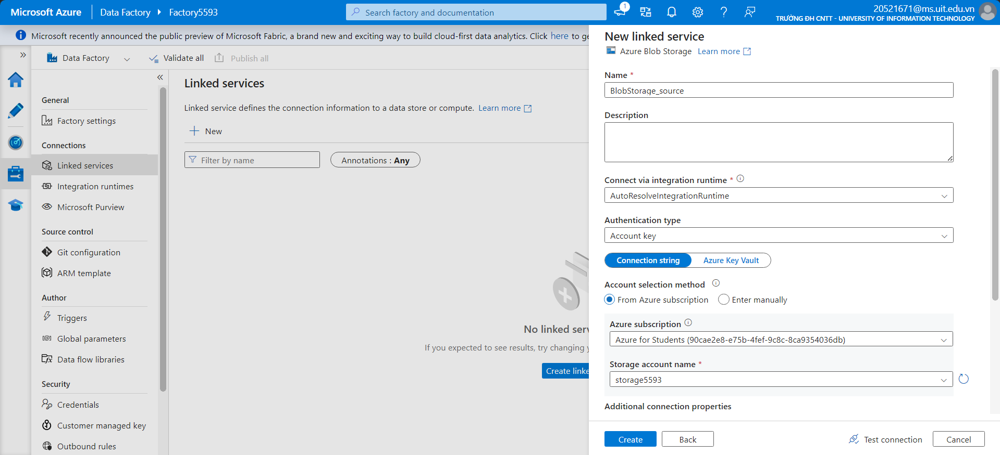 Microsoft Azure
Data Factory
Factory5593
Search factory and documentation
1
20521671@ms.uit.edu.vn
TRƯỜNG ĐH CNTT - UNIVERSITY OF INFORMATION TECHNOLOGY
Microsoft recently announced the public preview of Microsoft Fabric, a brand new and exciting way to build cloud-first data analytics. Click here to
Data Factory
Validate all
Publish all
General
Factory settings
Connections
Linked services
Integration runtimes
Microsoft Purview
Source control
Git configuration
ARM template
Author
Triggers
Global parameters
Data flow libraries
Security
Credentials
Customer managed key
Outbound rules
Linked services
Linked service defines the connection information to a data store or compute. Learn more
New
Filter by name
Annotations : Any
No linked
If you expected to see results, try changing
Create
New linked service
Azure Blob Storage Learn more
Name *
BlobStorage_source
Description
Connect via integration runtime *
AutoResolveIntegrationRuntime
Authentication type
Account key
Connection string
Azure Key Vault
Account selection method
From Azure subscription
Enter manually
Azure subscription
Azure for Students (90cae2e8-e75b-4fef-9c8c-8ca9354036db)
Storage account name *
storage5593
Additional connection properties
Create
Back
Test connection
Cancel